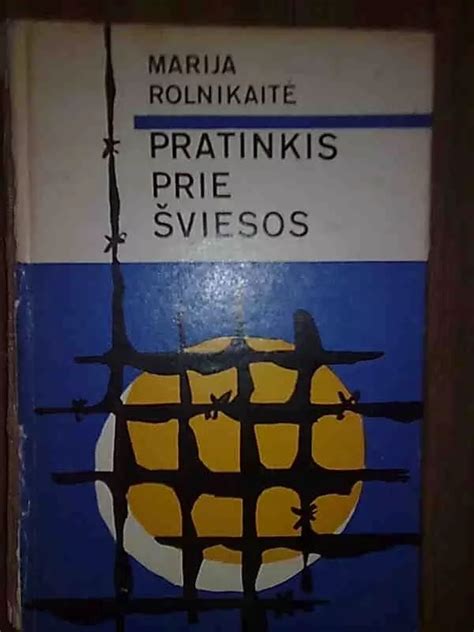 MARIJA
ROLNIKAITĖ
PRATINKIS
PRIE
ŠVIESOS